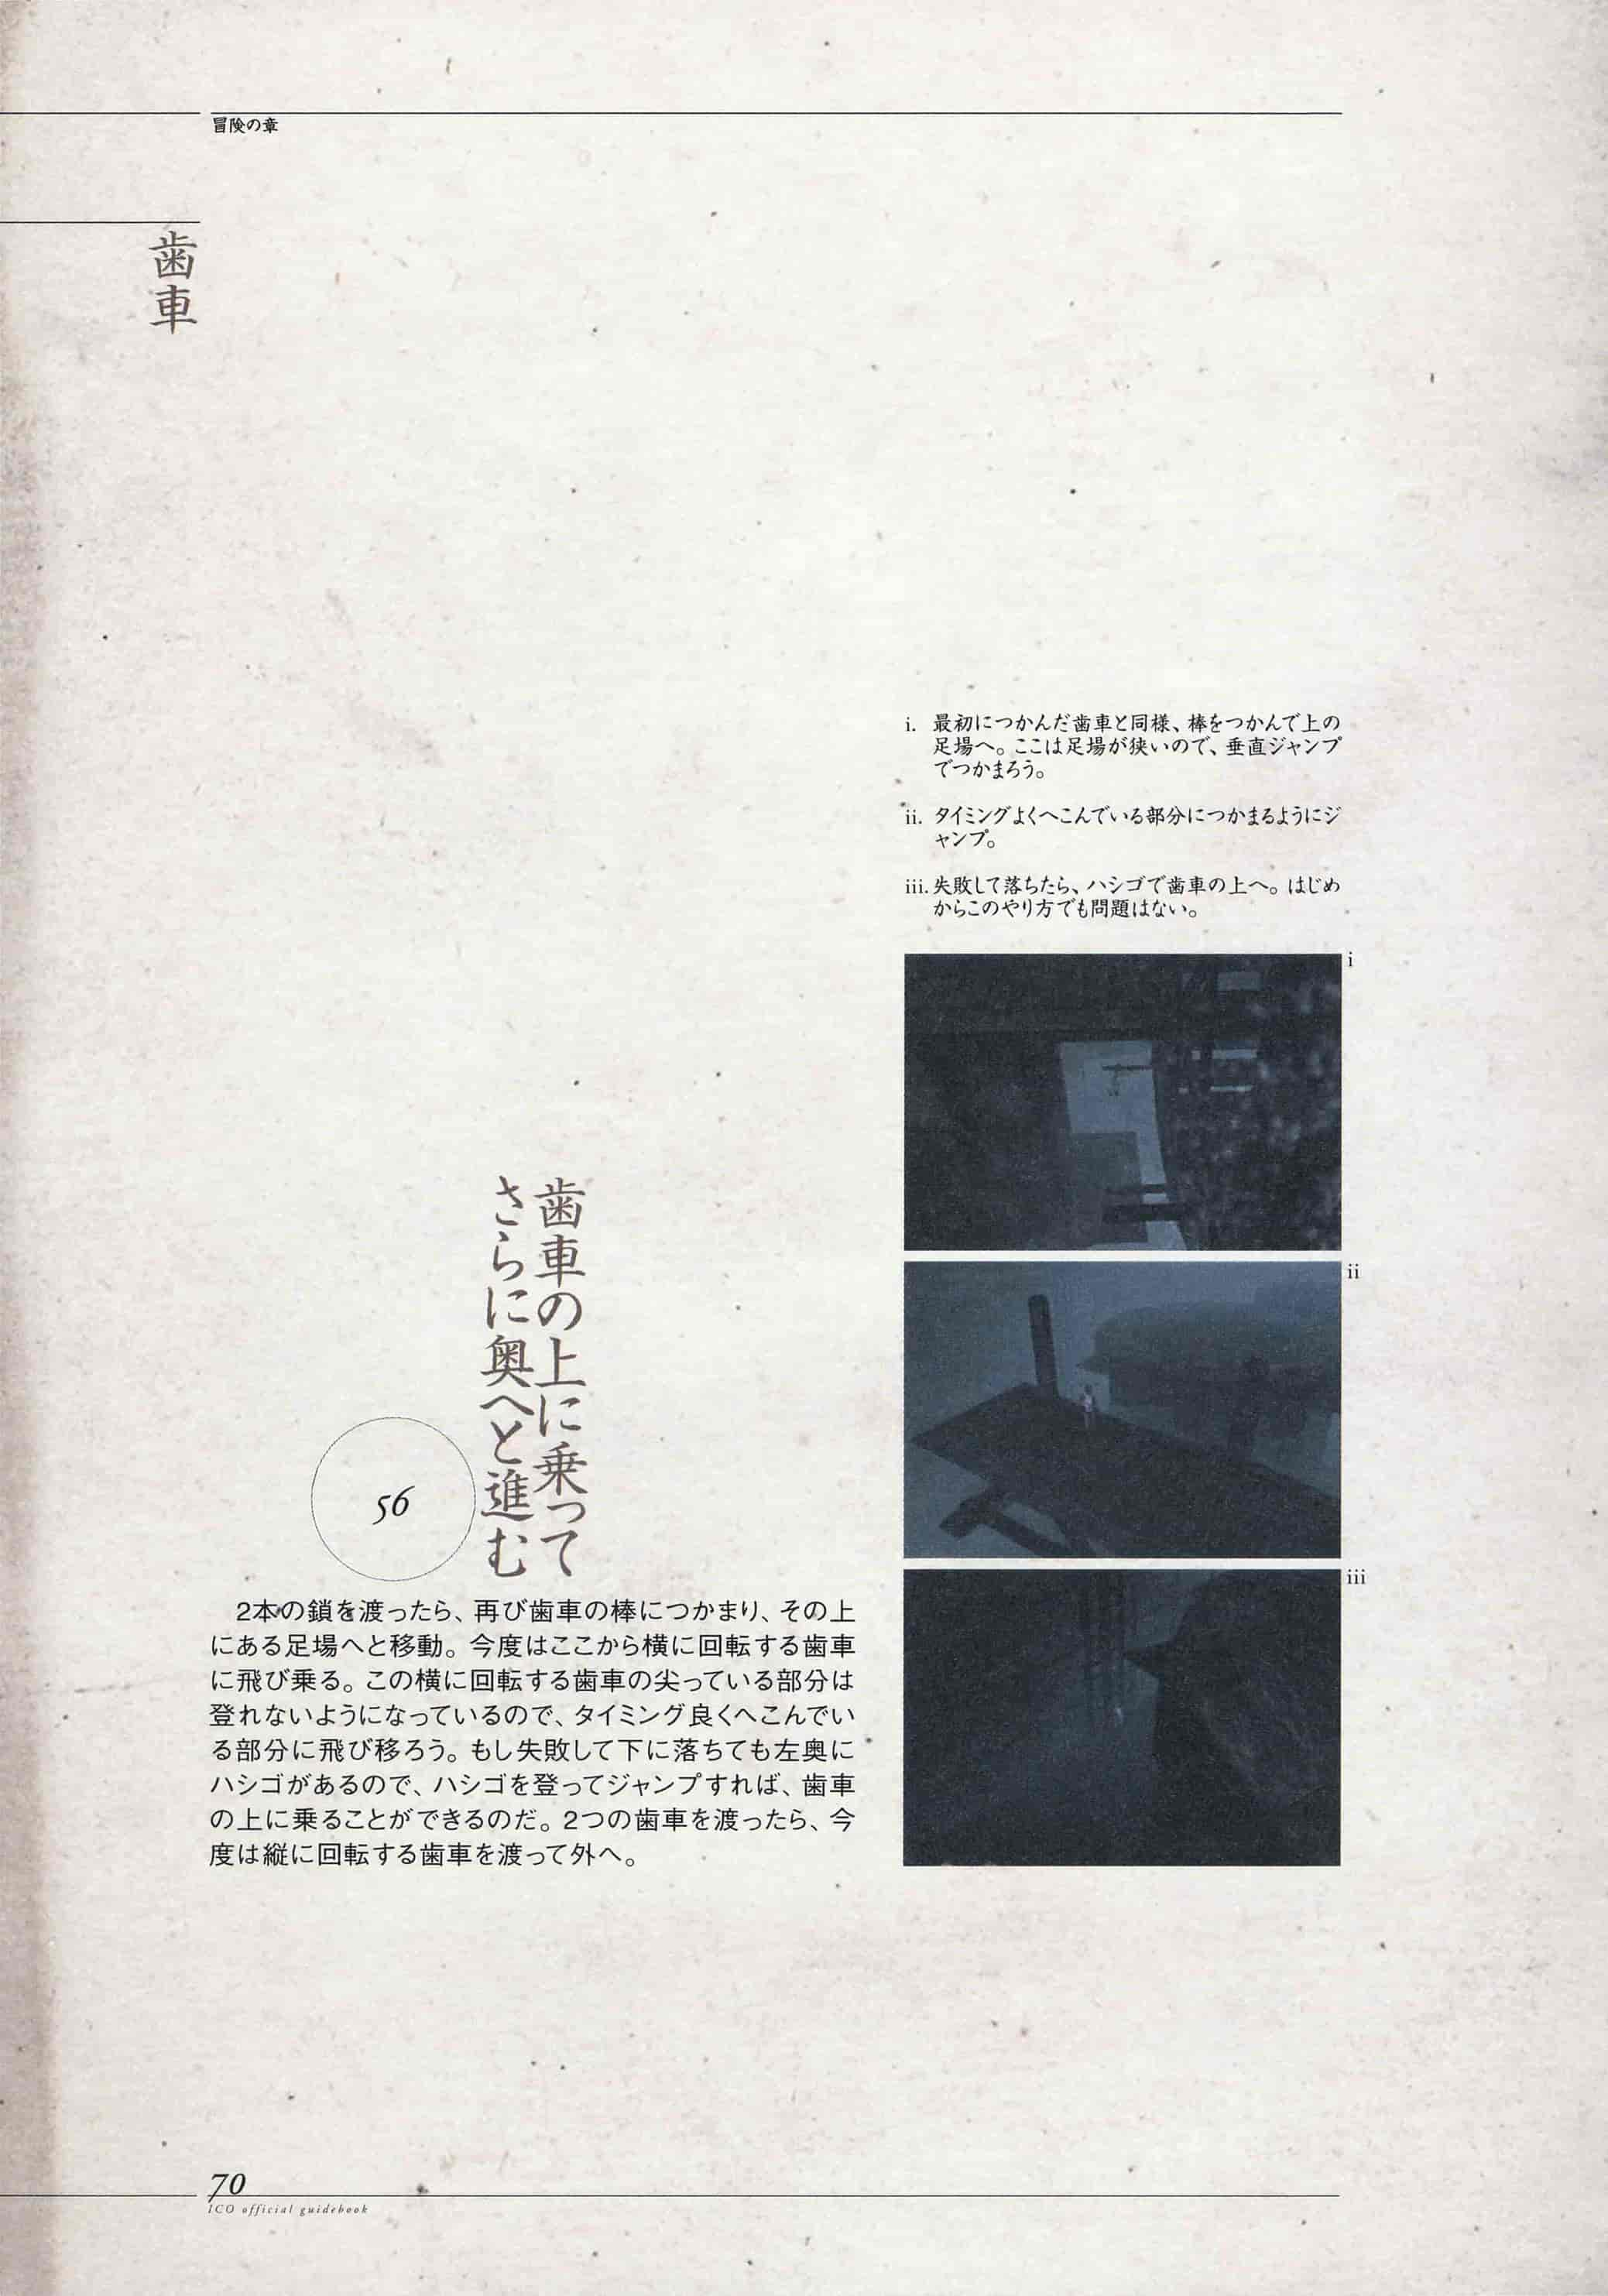 冒険の章
歯車
i. 最初につかんだ歯車と同様、棒をつかんで上の
足場へ。ここは足場が狭いので、垂直ジャンプ
でつかまろう。
ii. タイミングよくへこんでいる部分につかまるようにジ
ャンプ。
iii. 失敗して落ちたら、ハシゴで歯車の上へ。はじめ
からこのやり方でも問題はない。
i
ii
iii
歯車の上に乗って
さらに奥へと進む
56
2本の鎖を渡ったら、再び歯車の棒につかまり、その上
にある足場へと移動。今度はここから横に回転する歯車
に飛び乗る。この横に回転する歯車の尖っている部分は
登れないようになっているので、タイミング良くへこんでい
る部分に飛び移ろう。もし失敗して下に落ちても左奥に
ハシゴがあるので、ハシゴを登ってジャンプすれば、歯車
の上に乗ることができるのだ。2つの歯車を渡ったら、今
度は縦に回転する歯車を渡って外へ。
70
ICO official guidebook